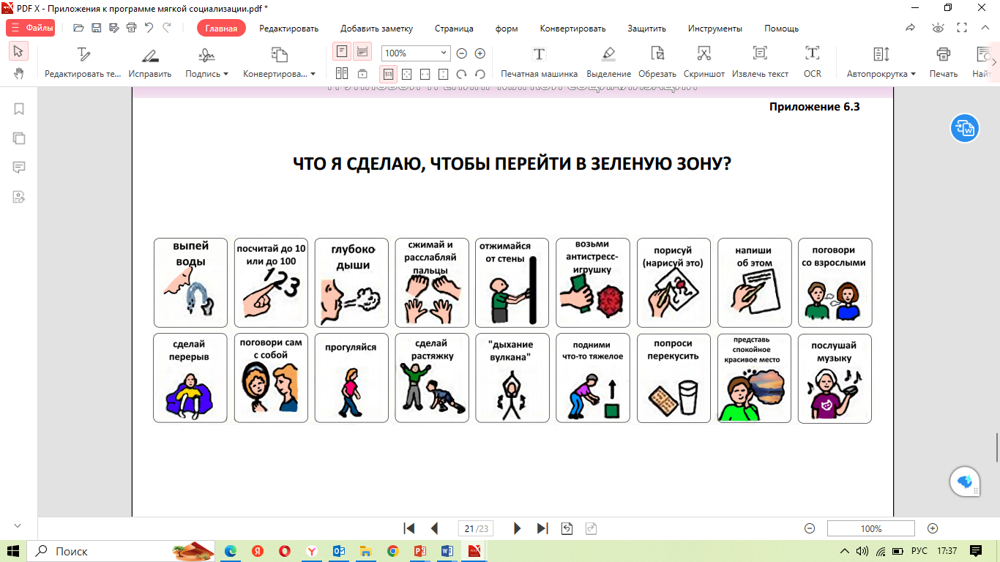 PDF X - Приложения к программе мягкой социализации.pdf *
Файлы
Главная Редактировать Добавить заметку Страница форм Конвертировать Защитить Инструменты Помощь
100%
Редактировать те... Исправить Подпись Конвертирова... Печатная машинка Выделение Обрезать Скриншот Извлечь текст OCR Автопрокрутка Печать Найт
ГРУППОВОЙ ТРЕНИНГ МЯГКОЙ СОЦИАЛИЗАЦИИ
Приложение 6.3
ЧТО Я СДЕЛАЮ, ЧТОБЫ ПЕРЕЙТИ В ЗЕЛЕНУЮ ЗОНУ?
выпей
воды
посчитай до 10
или до 100
123
глубоко
дыши
сжимай и
расслабляй
пальцы
отжимайся
от стены
возьми
антистресс-
игрушку
порисуй
(нарисуй это)
напиши
об этом
поговори
со взрослыми
сделай
перерыв
поговори сам
с собой
прогуляйся
сделай
растяжку
"дыхание
вулкана"
подними
что-то тяжелое
попроси
перекусить
представь
спокойное
красивое место
послушай
музыку
21 /23
100%
Поиск
РУС 17:37